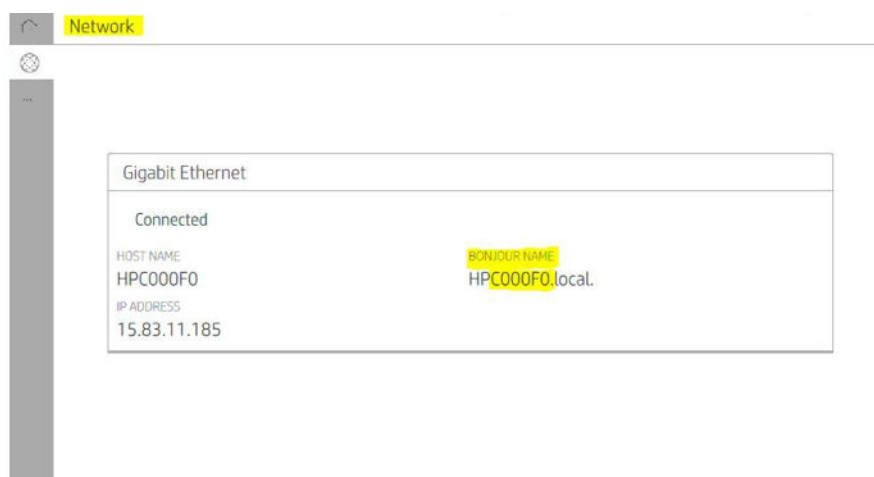 Network
Gigabit Ethernet
Connected
HOST NAME
HPC000F0
BONJOUR NAME
HPC000F0.local.
IP ADDRESS
15.83.11.185